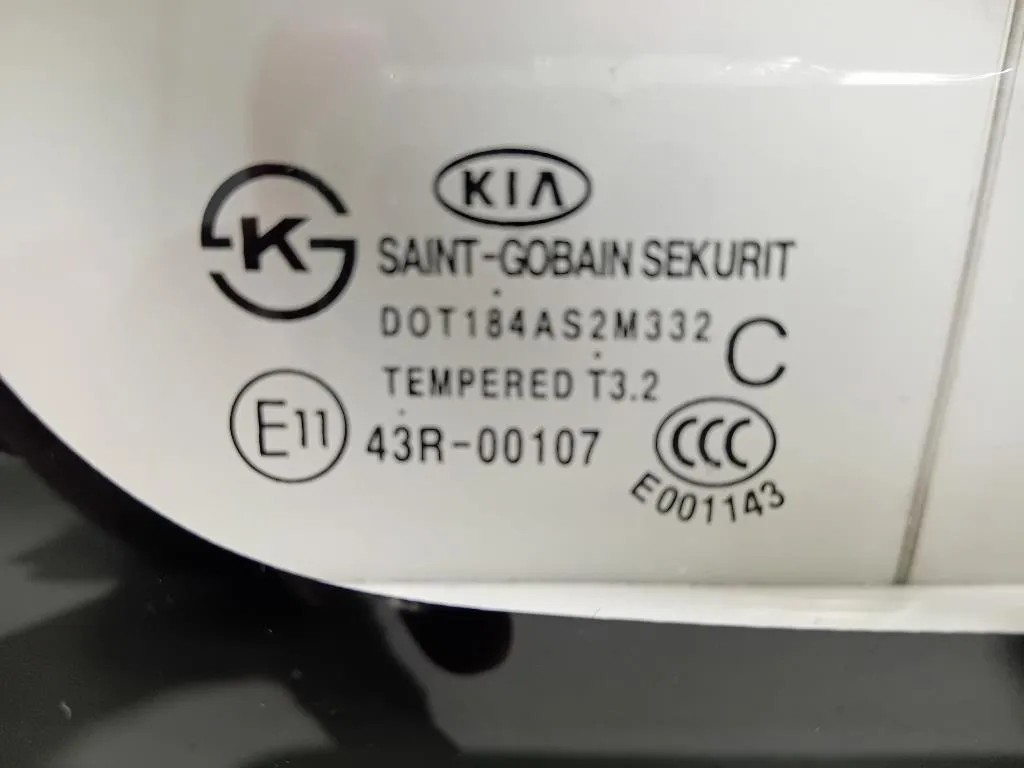 KIA
K
SAINT-GOBAIN SEKURIT
DOT184AS2M332
C
TEMPERED T3.2
E11
43R-00107
CCC
E001143